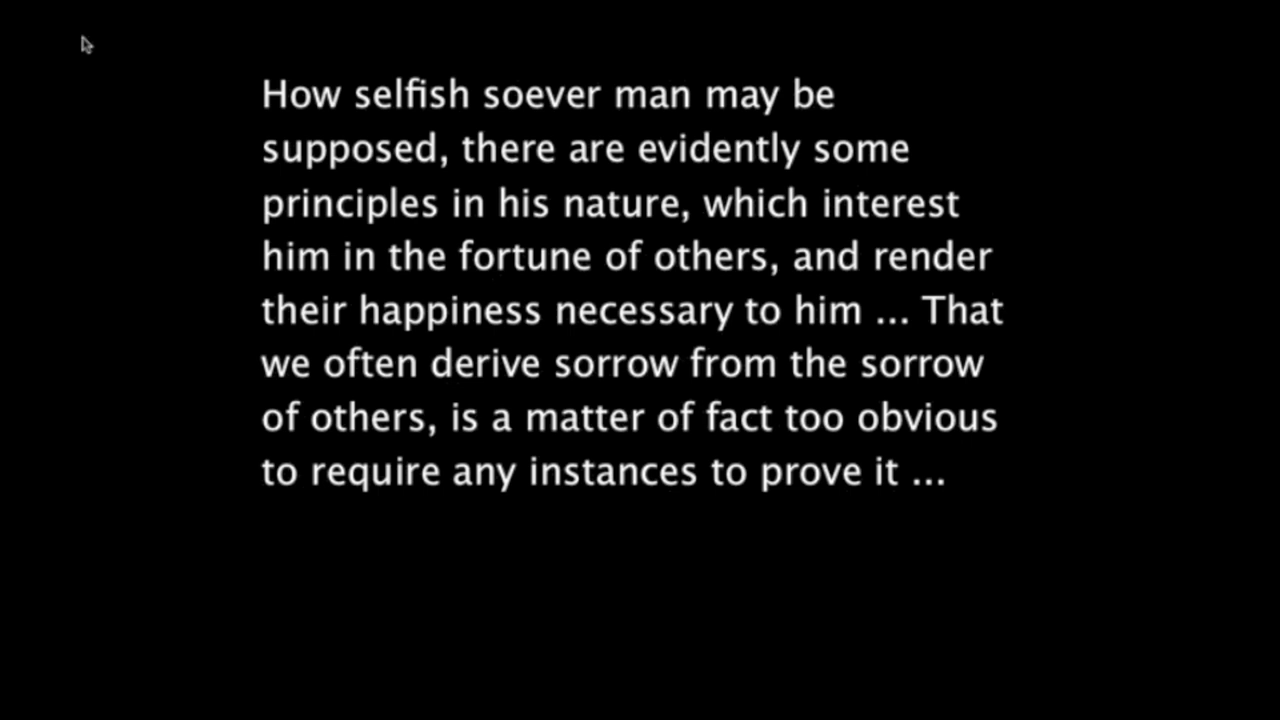 How selfish soever man may be
supposed, there are evidently some
principles in his nature, which interest
him in the fortune of others, and render
their happiness necessary to him ... That
we often derive sorrow from the sorrow
of others, is a matter of fact too obvious
to require any instances to prove it ...